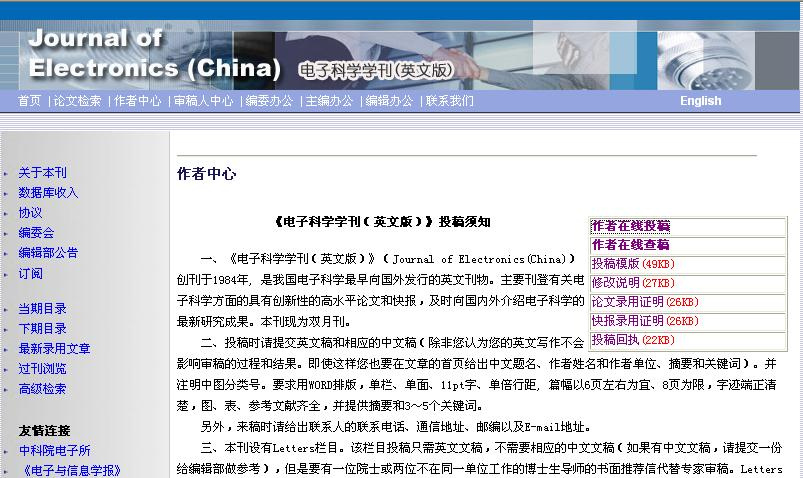 Journal of
Electronics (China) 电子科学学刊(英文版)
首页 | 论文检索 | 作者中心 | 审稿人中心 | 编委办公 | 主编办公 | 编辑办公 | 联系我们
English
关于本刊
数据库收入
协议
编委会
编辑部公告
订阅
当期目录
下期目录
最新录用文章
过刊浏览
高级检索
友情连接
中科院电子所
《电子与信息学报》
作者中心
《电子科学学刊(英文版)》投稿须知
作者在线投稿
作者在线查稿
投稿模版(49KB)
修改说明(27KB)
论文录用证明(26KB)
快报录用证明(26KB)
投稿回执(22KB)
一、《电子科学学刊(英文版)》(Journal of Electronics(China))
创刊于1984年, 是我国电子科学最早向国外发行的英文刊物。主要刊登有关电
子科学方面的具有创新性的高水平论文和快报，及时向国内外介绍电子科学的
最新研究成果。本刊现为双月刊。
二、投稿时请提交英文稿和相应的中文稿(除非您认为您的英文写作不会
影响审稿的过程和结果。即使这样您也要在文章的首页给出中文题名、作者姓名和作者单位、摘要和关键词)。并
注明中图分类号。要求用WORD排版，单栏、单面、11pt字、单倍行距, 篇幅以6页左右为宜、8页为限，字迹端正清
楚，图、表、参考文献齐全，并提供摘要和3～5个关键词。
另外，来稿时请给出联系人的联系电话、通信地址、邮编以及E-mail地址。
三、本刊设有Letters栏目。该栏目投稿只需英文文稿，不需要相应的中文文稿(如果有中文文稿，请提交一份
给编辑部做参考)，但是要有一位院士或两位不在同一单位工作的博士生导师的书面推荐信代替专家审稿。Letters